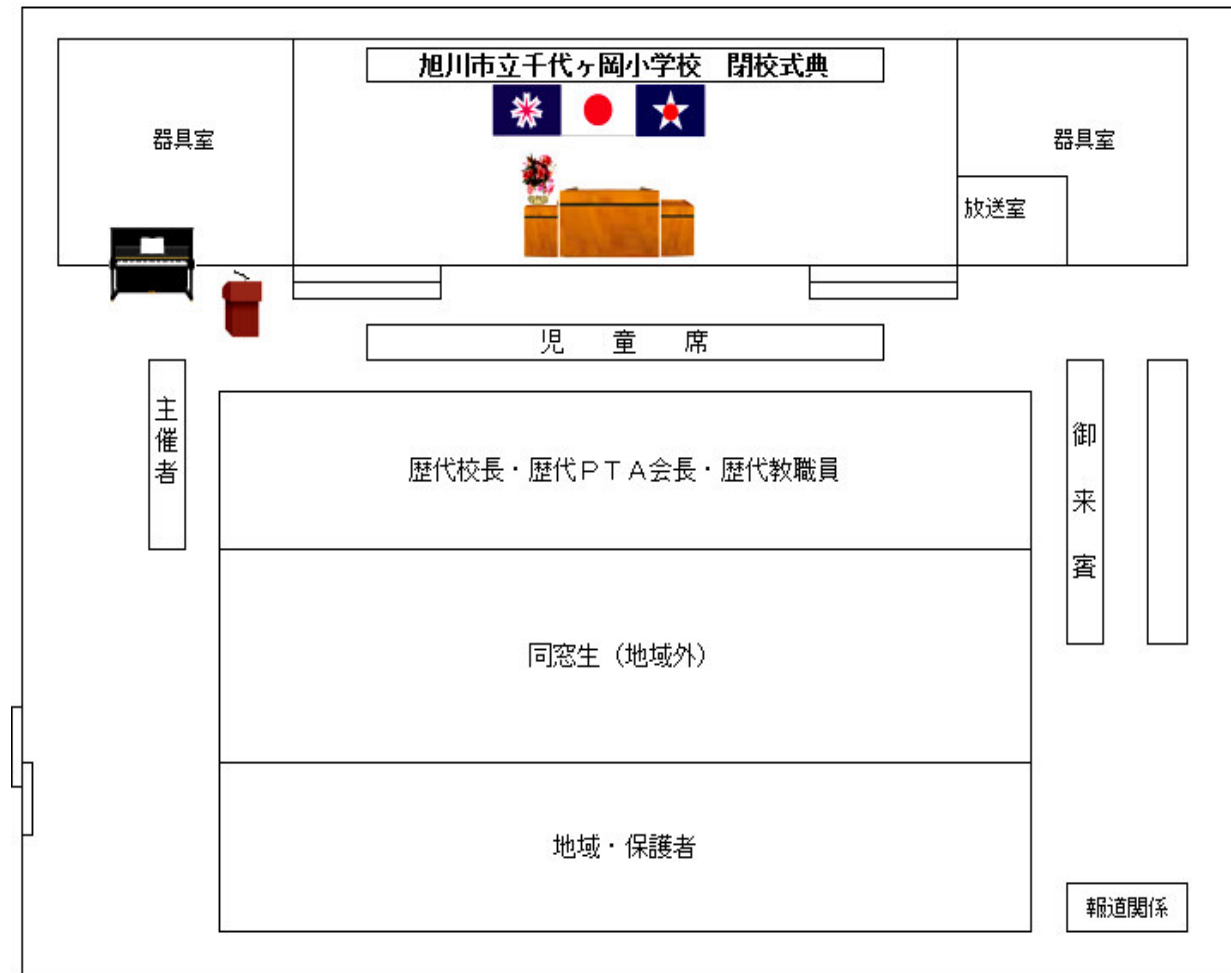 旭川市立千代ヶ岡小学校　閉校式典
器具室
器具室
放送室
児　童　席
主催者
歴代校長・歴代ＰＴＡ会長・歴代教職員
御来賓
同窓生（地域外）
地域・保護者
報道関係